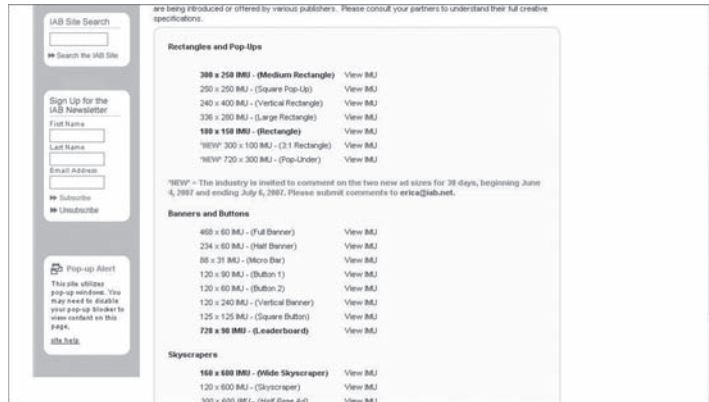 are being introduced or offered by various publishers. Please consult your partners to understand their full creative
specifications.
IAB Site Search
Search the IAB Site
Sign Up for the
IAB Newsletter
First Name
Last Name
Email Address
Subscribe
Unsubscribe
Pop-up Alert
This site utilizes
pop-up windows. You
may need to disable
your pop-up blocker to
view content on this
page.
site help
Rectangles and Pop-Ups
300 x 250 IMU - (Medium Rectangle) View IMU
250 x 250 IMU - (Square Pop-Up) View IMU
240 x 400 IMU - (Vertical Rectangle) View IMU
336 x 280 IMU - (Large Rectangle) View IMU
180 x 150 IMU - (Rectangle) View IMU
*NEW* 300 x 100 IMU - (3:1 Rectangle) View IMU
*NEW* 720 x 300 IMU - (Pop-Under) View IMU
*NEW* = The industry is invited to comment on the two new ad sizes for 30 days, beginning June
4, 2007 and ending July 6, 2007. Please submit comments to erica@iab.net.
Banners and Buttons
468 x 60 IMU - (Full Banner) View IMU
234 x 60 IMU - (Half Banner) View IMU
88 x 31 IMU - (Micro Bar) View IMU
120 x 90 IMU - (Button 1) View IMU
120 x 60 IMU - (Button 2) View IMU
120 x 240 IMU - (Vertical Banner) View IMU
125 x 125 IMU - (Square Button) View IMU
728 x 90 IMU - (Leaderboard) View IMU
Skyscrapers
160 x 600 IMU - (Wide Skyscraper) View IMU
120 x 600 IMU - (Skyscraper) View IMU
300 x 600 IMU - (Half Page Ad) View IMU